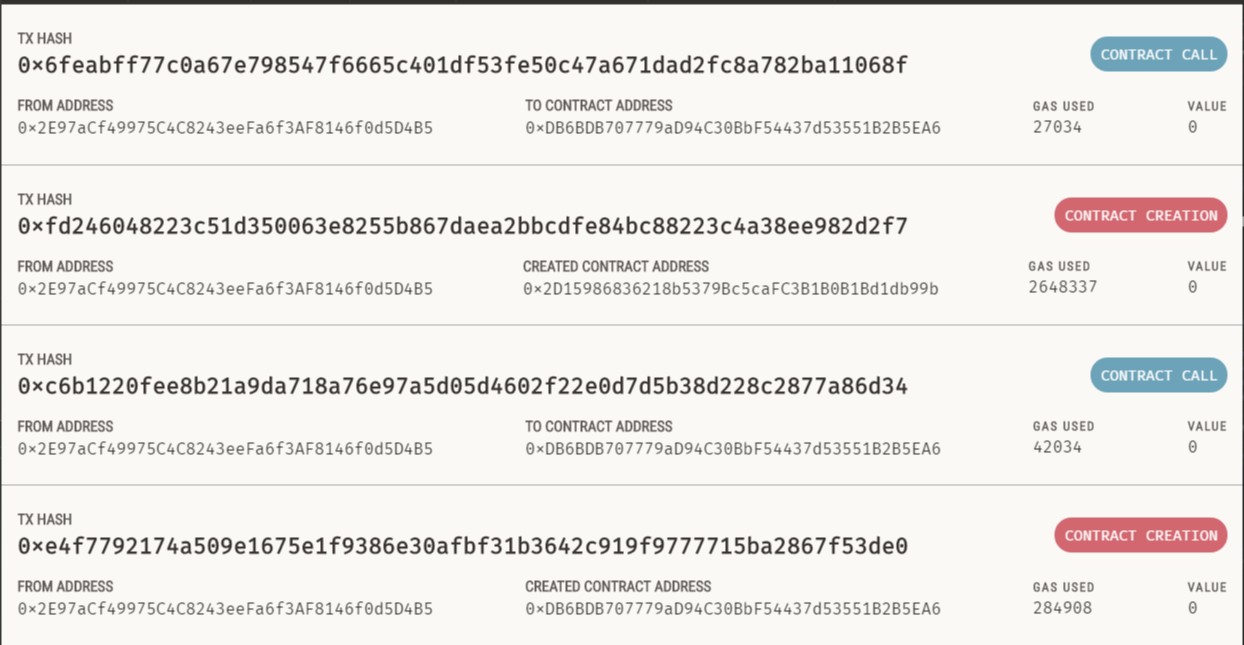 TX HASH
0×6feabff77c0a67e798547f6665c401df53fe50c47a671dad2fc8a782ba11068f
CONTRACT CALL
FROM ADDRESS TO CONTRACT ADDRESS GAS USED VALUE
0×2E97aCf49975C4C8243eeFa6f3AF8146f0d5D4B5 0×DB6BDB707779aD94C30BbF54437d53551B2B5EA6 27034 0
TX HASH
0×fd246048223c51d350063e8255b867daea2bbcdfe84bc88223c4a38ee982d2f7
CONTRACT CREATION
FROM ADDRESS CREATED CONTRACT ADDRESS GAS USED VALUE
0×2E97aCf49975C4C8243eeFa6f3AF8146f0d5D4B5 0×2D15986836218b5379Bc5caFC3B1B0B1Bd1db99b 2648337 0
TX HASH
0×c6b1220fee8b21a9da718a76e97a5d05d4602f22e0d7d5b38d228c2877a86d34
CONTRACT CALL
FROM ADDRESS TO CONTRACT ADDRESS GAS USED VALUE
0×2E97aCf49975C4C8243eeFa6f3AF8146f0d5D4B5 0×DB6BDB707779aD94C30BbF54437d53551B2B5EA6 42034 0
TX HASH
0×e4f7792174a509e1675e1f9386e30afbf31b3642c919f9777715ba2867f53de0
CONTRACT CREATION
FROM ADDRESS CREATED CONTRACT ADDRESS GAS USED VALUE
0×2E97aCf49975C4C8243eeFa6f3AF8146f0d5D4B5 0×DB6BDB707779aD94C30BbF54437d53551B2B5EA6 284908 0